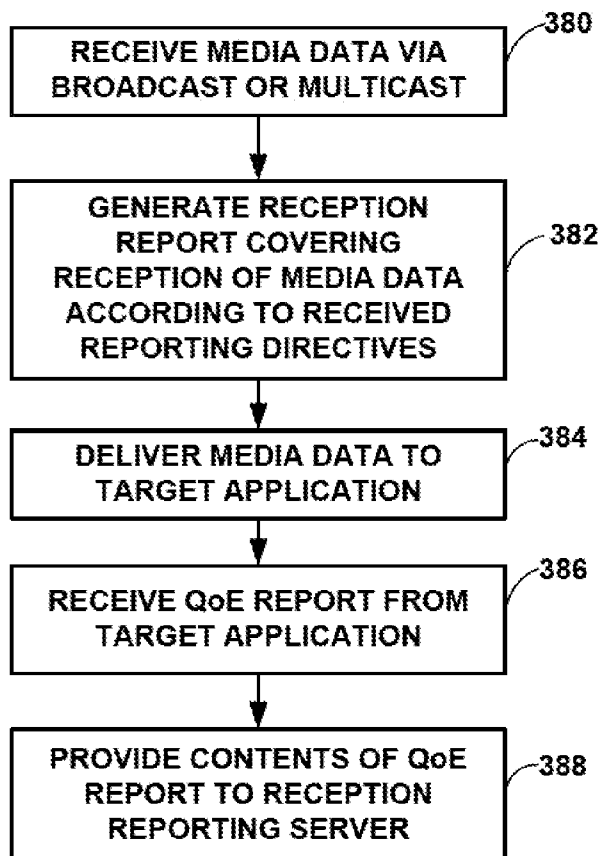 RECEIVE MEDIA DATA VIA
BROADCAST OR MULTICAST
380
GENERATE RECEPTION
REPORT COVERING
RECEPTION OF MEDIA DATA
ACCORDING TO RECEIVED
REPORTING DIRECTIVES
382
DELIVER MEDIA DATA TO
TARGET APPLICATION
384
RECEIVE QoE REPORT FROM
TARGET APPLICATION
386
PROVIDE CONTENTS OF QoE
REPORT TO RECEPTION
REPORTING SERVER
388